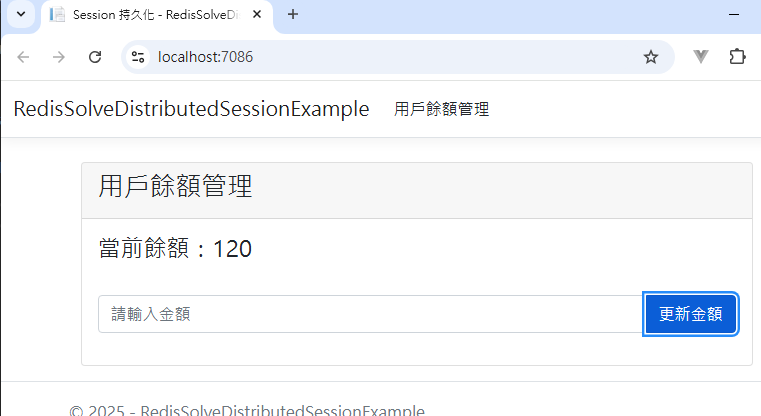 Session 持久化 - RedisSolveDi
localhost:7086
RedisSolveDistributedSessionExample 用戶餘額管理
用戶餘額管理
當前餘額：120
請輸入金額 更新金額
© 2025 - RedisSolveDistributedSessionExample